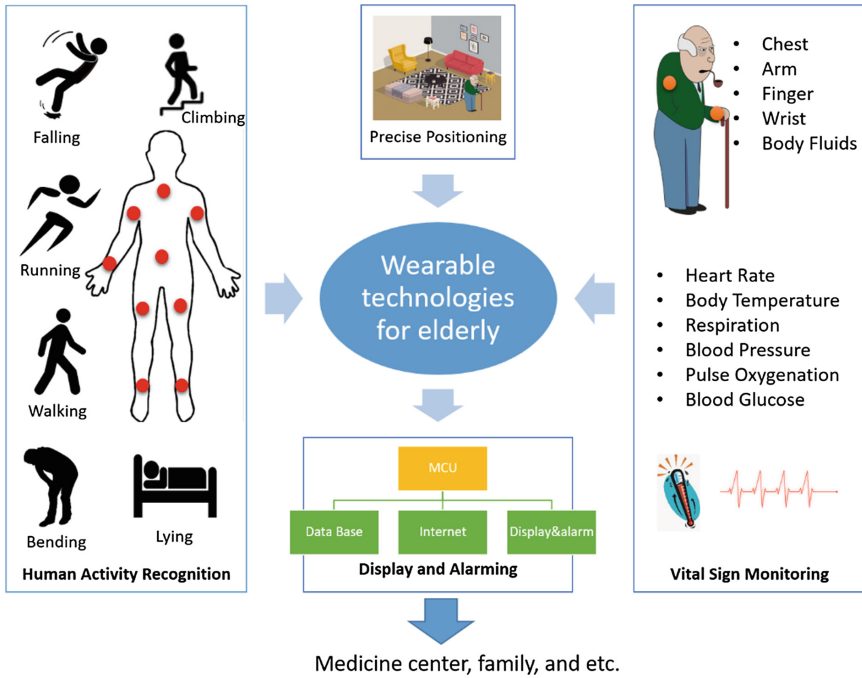 Falling
Climbing
Running
Walking
Bending
Lying
Human Activity Recognition
Precise Positioning
Wearable
technologies
for elderly
MCU
Data Base
Internet
Display&alarm
Display and Alarming
Medicine center, family, and etc.
• Chest
• Arm
• Finger
• Wrist
• Body Fluids
• Heart Rate
• Body Temperature
• Respiration
• Blood Pressure
• Pulse Oxygenation
• Blood Glucose
Vital Sign Monitoring